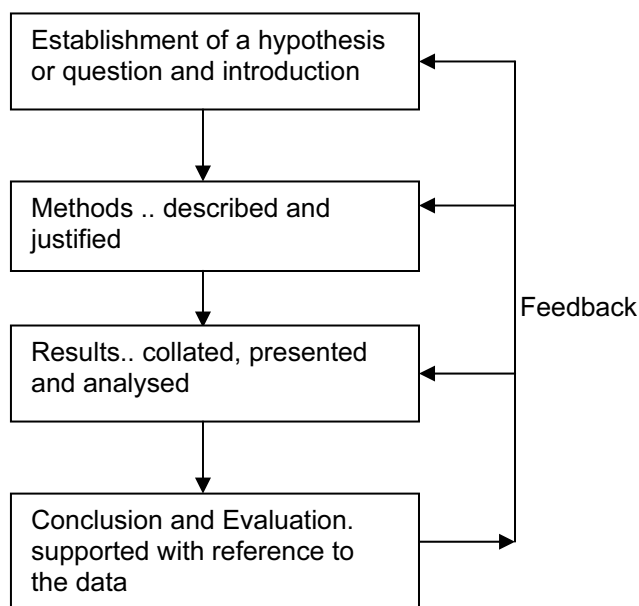 Establishment of a hypothesis
or question and introduction
Methods .. described and
justified
Feedback
Results.. collated, presented
and analysed
Conclusion and Evaluation.
supported with reference to
the data